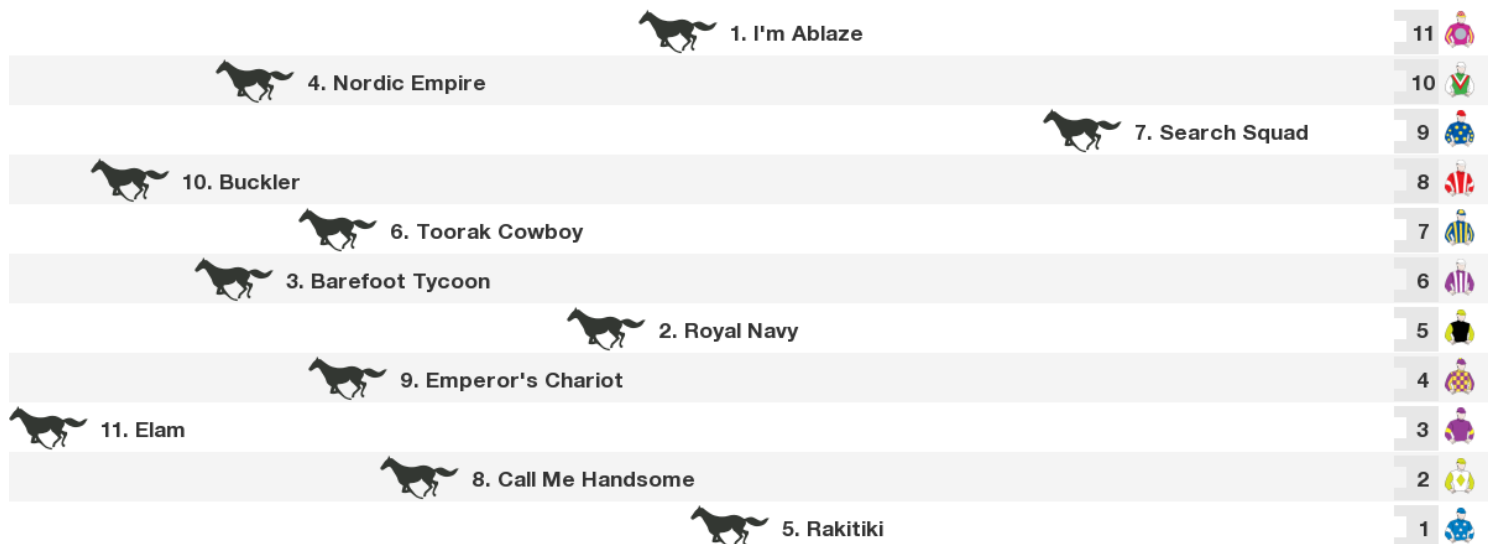 1. I'm Ablaze 11
4. Nordic Empire 10
7. Search Squad 9
10. Buckler 8
6. Toorak Cowboy 7
3. Barefoot Tycoon 6
2. Royal Navy 5
9. Emperor's Chariot 4
11. Elam 3
8. Call Me Handsome 2
5. Rakitiki 1